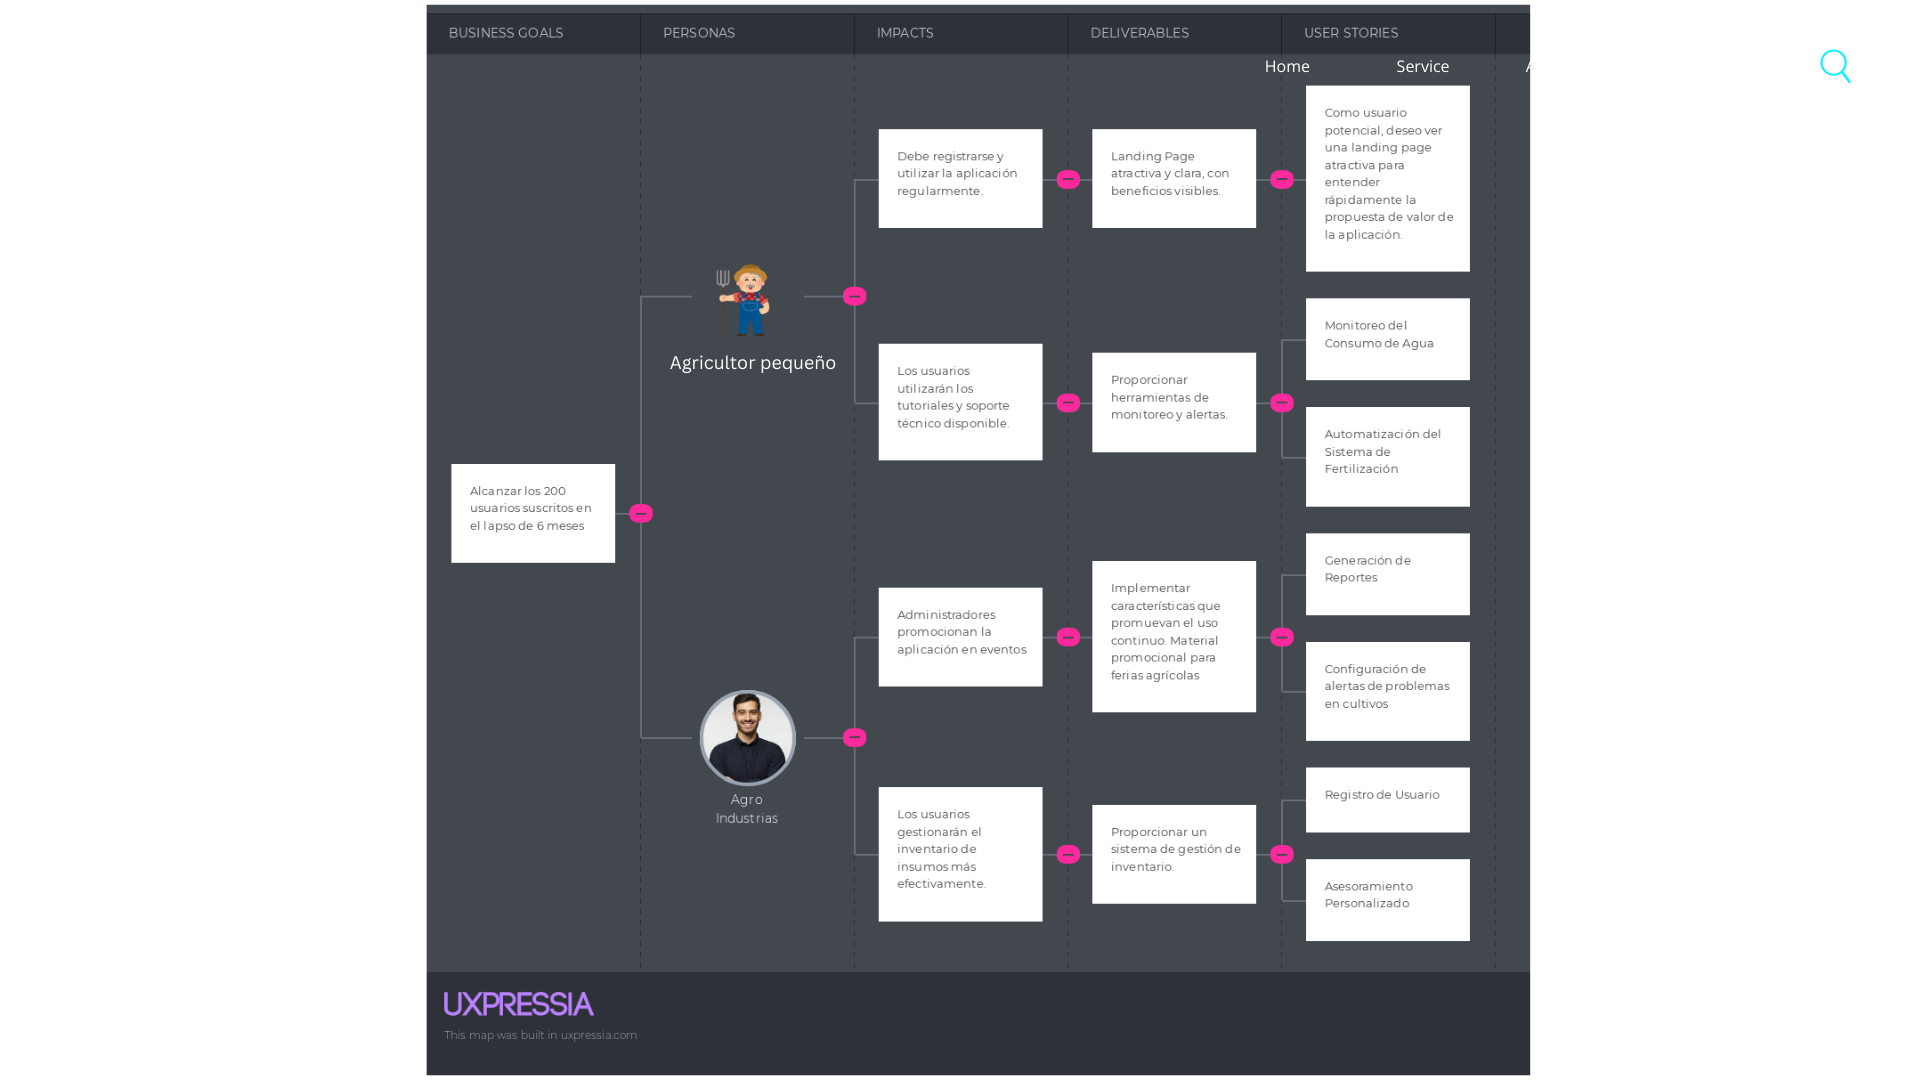 BUSINESS GOALS
PERSONAS
IMPACTS
DELIVERABLES
USER STORIES
Home
Service
Alcanzar los 200
usuarios suscritos en
el lapso de 6 meses
Agricultor pequeño
Agro
Industrias
Debe registrarse y
utilizar la aplicación
regularmente.
Los usuarios
utilizarán los
tutoriales y soporte
técnico disponible.
Administradores
promocionan la
aplicación en eventos
Los usuarios
gestionarán el
inventario de
insumos más
efectivamente.
Landing Page
atractiva y clara, con
beneficios visibles.
Proporcionar
herramientas de
monitoreo y alertas.
Implementar
características que
promuevan el uso
continuo. Material
promocional para
ferias agrícolas
Proporcionar un
sistema de gestión de
inventario.
Como usuario
potencial, deseo ver
una landing page
atractiva para
entender
rápidamente la
propuesta de valor de
la aplicación.
Monitoreo del
Consumo de Agua
Automatización del
Sistema de
Fertilización
Generación de
Reportes
Configuración de
alertas de problemas
en cultivos
Registro de Usuario
Asesoramiento
Personalizado
UXPRESSIA
This map was built in uxpressia.com